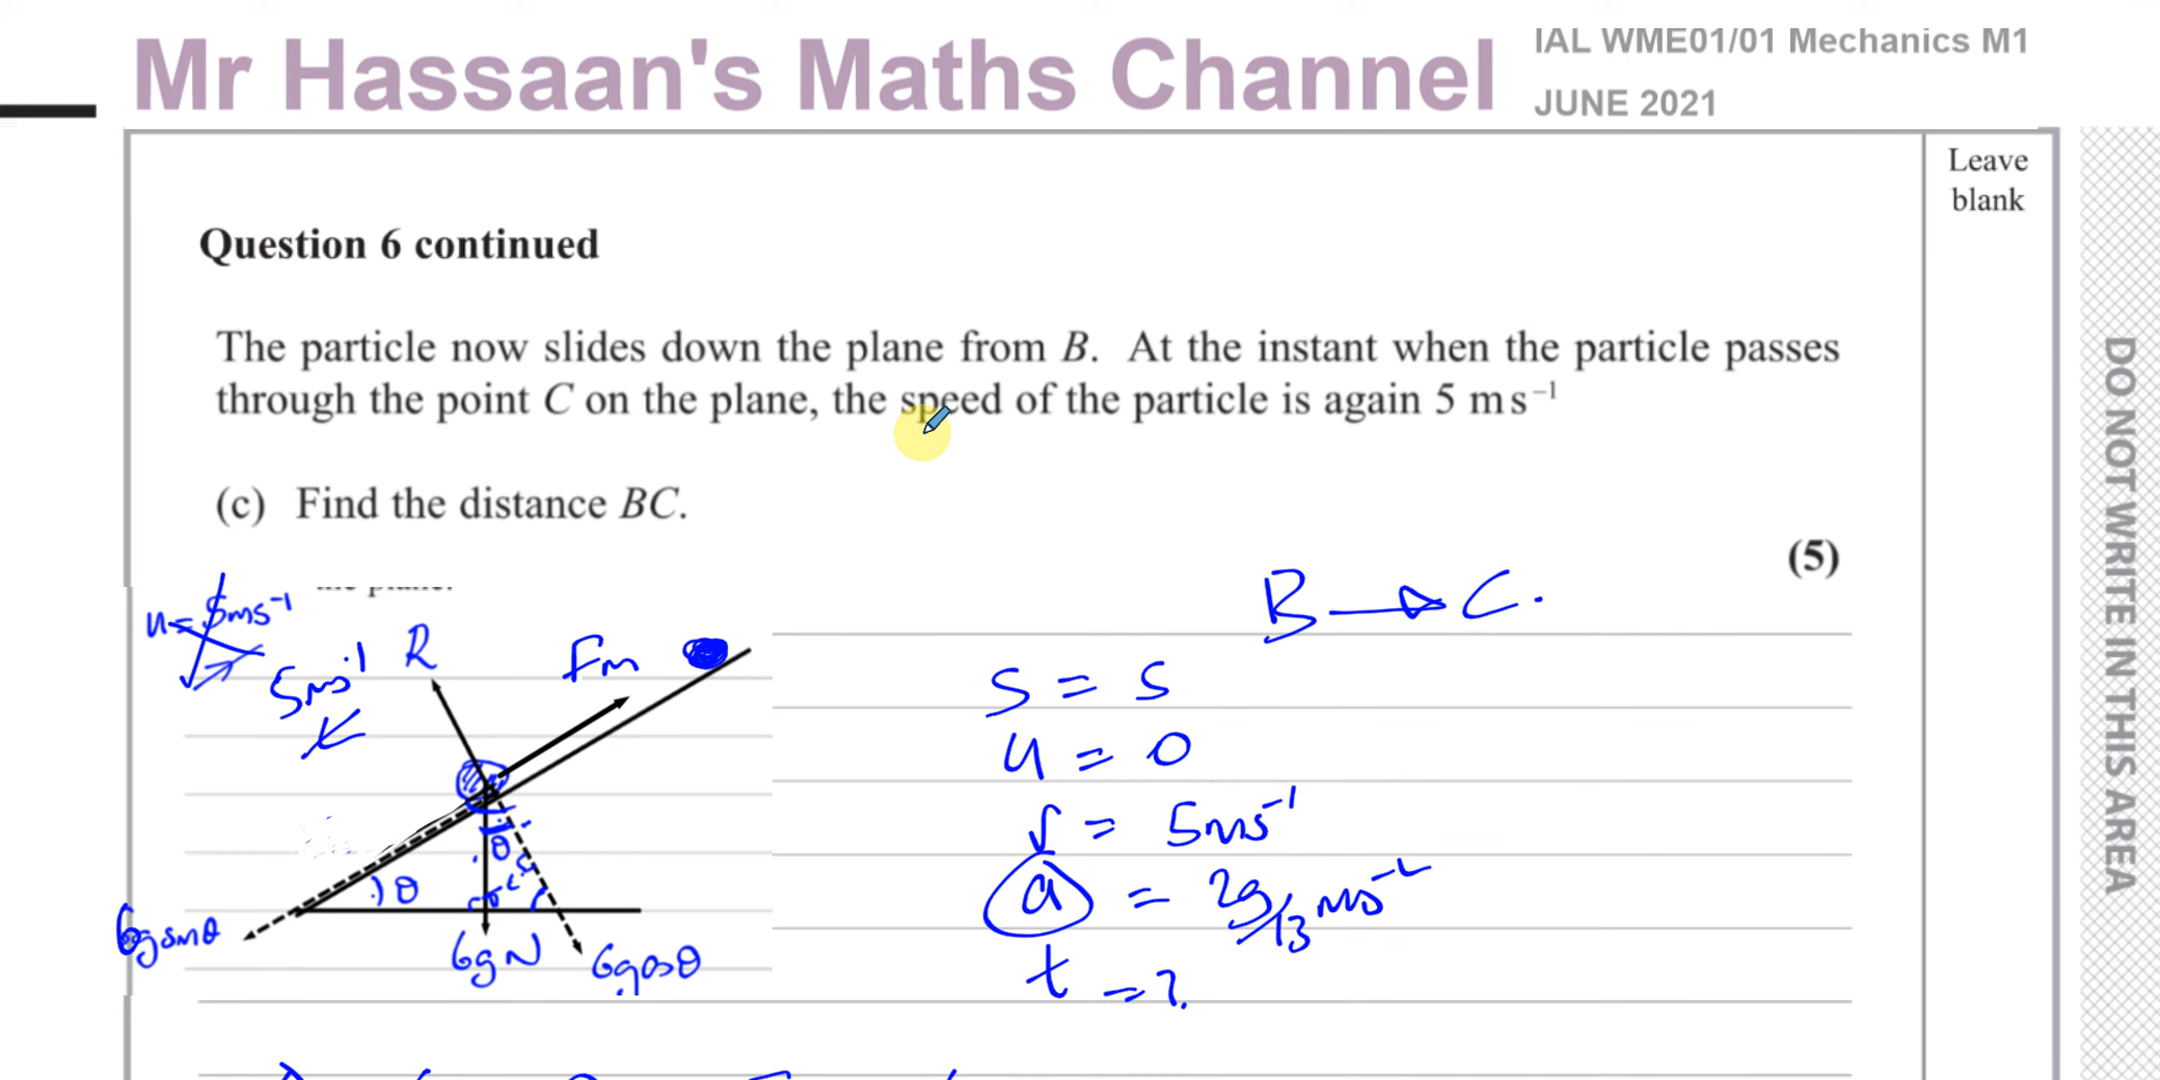 Mr Hassaan's Maths Channel
IAL WME01/01 Mechanics M1
JUNE 2021
Leave
blank
Question 6 continued
The particle now slides down the plane from B. At the instant when the particle passes
through the point C on the plane, the speed of the particle is again 5 m s⁻¹
(c) Find the distance BC.
(5)
B → C.
u = 5ms⁻¹
5ms⁻¹
R
Fm
θ
θ
6g sinθ
6g N
6g cosθ
s = s
u = 0
v = 5ms⁻¹
a = 2g/13 ms⁻²
t = ?
DO NOT WRITE IN THIS AREA